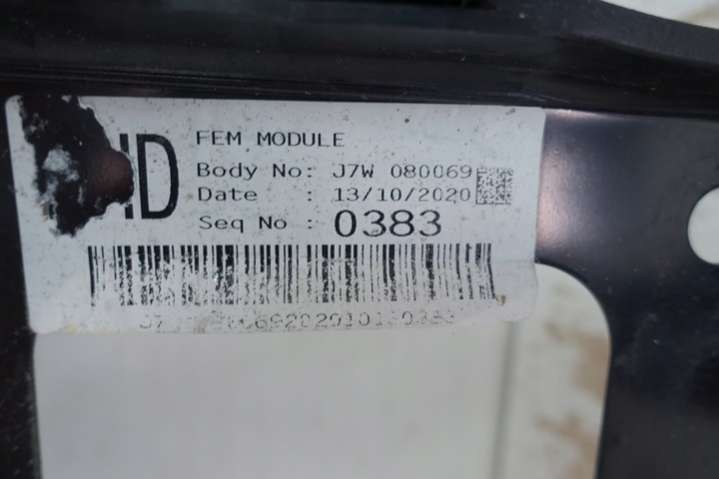 FEM MODULE
Body No: J7W 080069
Date : 13/10/2020
Seq No : 0383